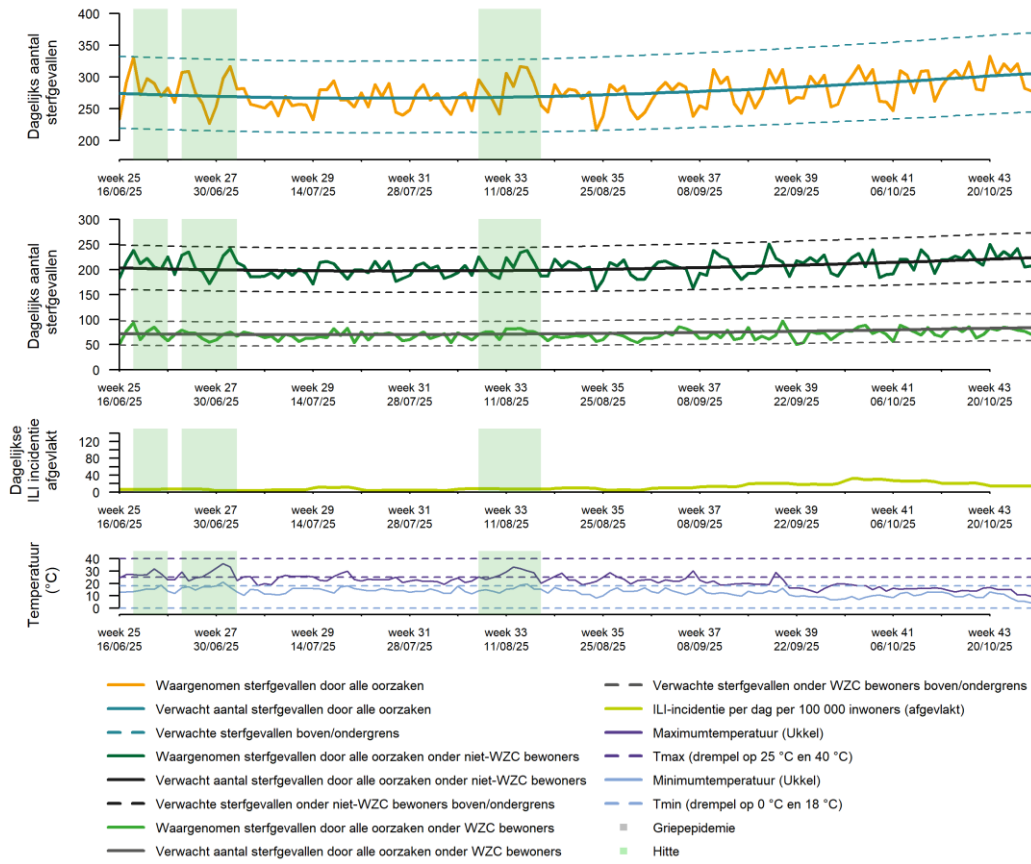 Dagelijks aantal
sterfgevallen
400
350
300
250
200
week 25 week 27 week 29 week 31 week 33 week 35 week 37 week 39 week 41 week 43
16/06/25 30/06/25 14/07/25 28/07/25 11/08/25 25/08/25 08/09/25 22/09/25 06/10/25 20/10/25
Dagelijks aantal
sterfgevallen
300
250
200
150
100
50
0
week 25 week 27 week 29 week 31 week 33 week 35 week 37 week 39 week 41 week 43
16/06/25 30/06/25 14/07/25 28/07/25 11/08/25 25/08/25 08/09/25 22/09/25 06/10/25 20/10/25
Dagelijkse
ILI incidentie
afgevlakt
120
80
40
0
week 25 week 27 week 29 week 31 week 33 week 35 week 37 week 39 week 41 week 43
16/06/25 30/06/25 14/07/25 28/07/25 11/08/25 25/08/25 08/09/25 22/09/25 06/10/25 20/10/25
Temperatuur
(°C)
40
30
20
10
0
week 25 week 27 week 29 week 31 week 33 week 35 week 37 week 39 week 41 week 43
16/06/25 30/06/25 14/07/25 28/07/25 11/08/25 25/08/25 08/09/25 22/09/25 06/10/25 20/10/25
Waargenomen sterfgevallen door alle oorzaken
Verwacht aantal sterfgevallen door alle oorzaken
Verwachte sterfgevallen boven/ondergrens
Waargenomen sterfgevallen door alle oorzaken onder niet-WZC bewoners
Verwacht aantal sterfgevallen door alle oorzaken onder niet-WZC bewoners
Verwachte sterfgevallen onder niet-WZC bewoners boven/ondergrens
Waargenomen sterfgevallen door alle oorzaken onder WZC bewoners
Verwacht aantal sterfgevallen door alle oorzaken onder WZC bewoners
Verwachte sterfgevallen onder WZC bewoners boven/ondergrens
ILI-incidentie per dag per 100 000 inwoners (afgevlakt)
Maximumtemperatuur (Ukkel)
Tmax (drempel op 25 °C en 40 °C)
Minimumtemperatuur (Ukkel)
Tmin (drempel op 0 °C en 18 °C)
Griepepidemie
Hitte